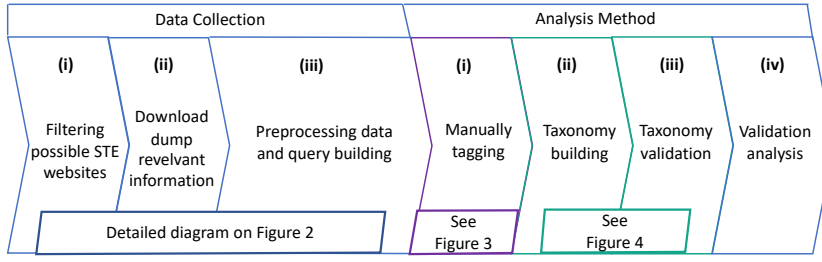 Data Collection
Analysis Method
(i)
Filtering
possible STE
websites
(ii)
Download
dump
revelvant
information
(iii)
Preprocessing data
and query building
Detailed diagram on Figure 2
(i)
Manually
tagging
See
Figure 3
(ii)
Taxonomy
building
(iii)
Taxonomy
validation
See
Figure 4
(iv)
Validation
analysis